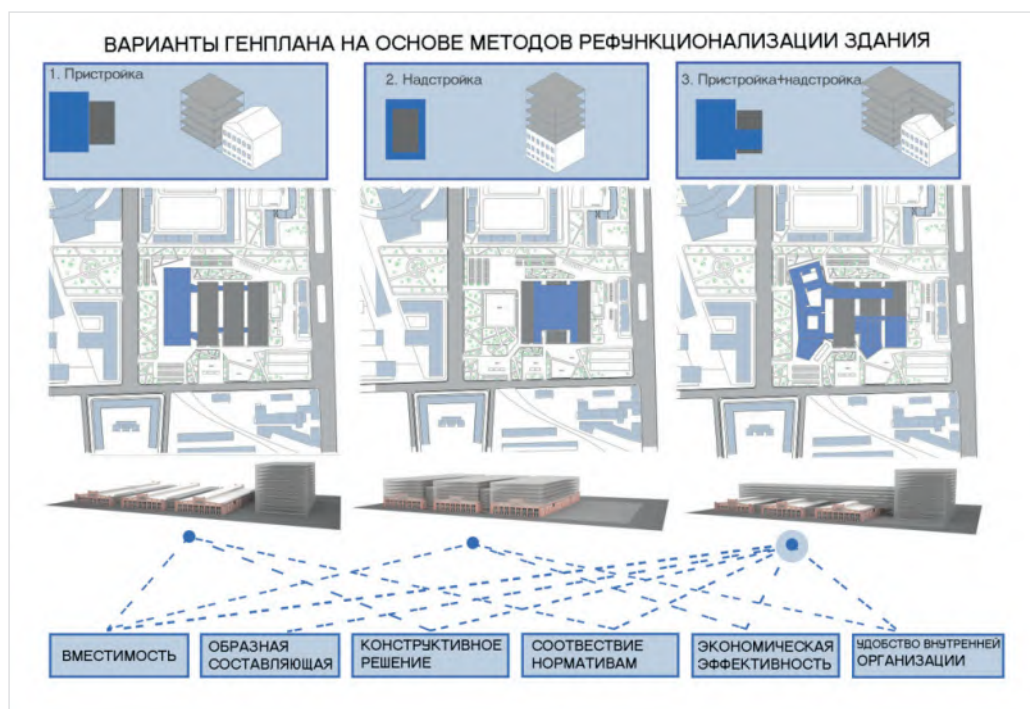 ВАРИАНТЫ ГЕНПЛАНА НА ОСНОВЕ МЕТОДОВ РЕФУНКЦИОНАЛИЗАЦИИ ЗДАНИЯ
1. Пристройка
2. Надстройка
3. Пристройка+надстройка
ВМЕСТИМОСТЬ
ОБРАЗНАЯ
СОСТАВЛЯЮЩАЯ
КОНСТРУКТИВНОЕ
РЕШЕНИЕ
СООТВЕСТВИЕ
НОРМАТИВАМ
ЭКОНОМИЧЕСКАЯ
ЭФФЕКТИВНОСТЬ
УДОБСТВО ВНУТРЕННЕЙ
ОРГАНИЗАЦИИ